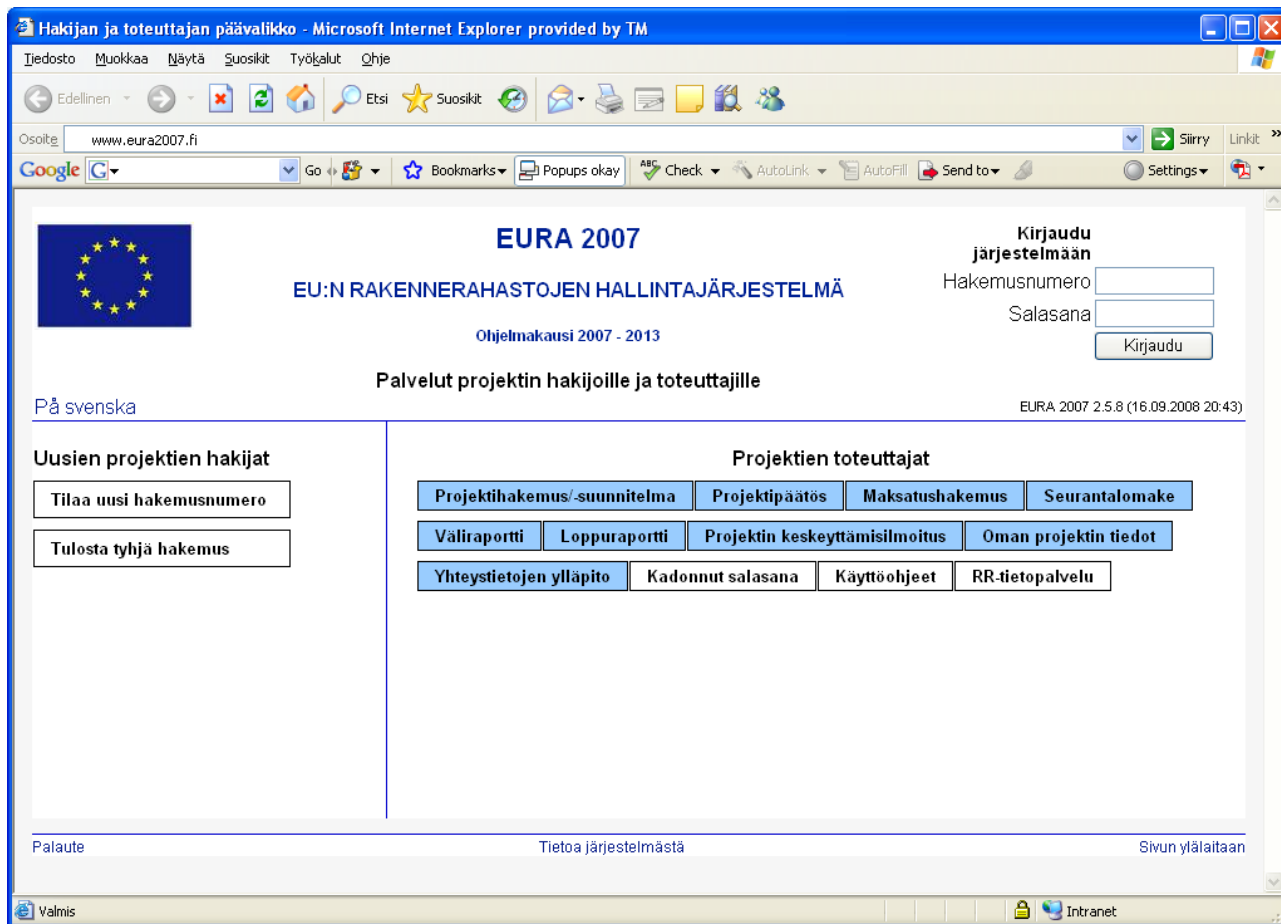 Hakijan ja toteuttajan päävalikko - Microsoft Internet Explorer provided by TM
Tiedosto Muokkaa Näytä Suosikit Työkalut Ohje
Edellinen Etsi Suosikit
Osoite www.eura2007.fi Siirry Linkit »
Google G Go Bookmarks Popups okay ABC Check AutoLink AutoFill Send to Settings
EURA 2007
EU:N RAKENNERAHASTOJEN HALLINTAJÄRJESTELMÄ
Ohjelmakausi 2007 - 2013
Kirjaudu
järjestelmään
Hakemusnumero
Salasana
Kirjaudu
Palvelut projektin hakijoille ja toteuttajille
På svenska EURA 2007 2.5.8 (16.09.2008 20:43)
Uusien projektien hakijat
Tilaa uusi hakemusnumero
Tulosta tyhjä hakemus
Projektien toteuttajat
Projektihakemus/-suunnitelma Projektipäätös Maksatushakemus Seurantalomake
Väliraportti Loppuraportti Projektin keskeyttämisilmoitus Oman projektin tiedot
Yhteystietojen ylläpito Kadonnut salasana Käyttöohjeet RR-tietopalvelu
Palaute Tietoa järjestelmästä Sivun ylälaitaan
Valmis Intranet